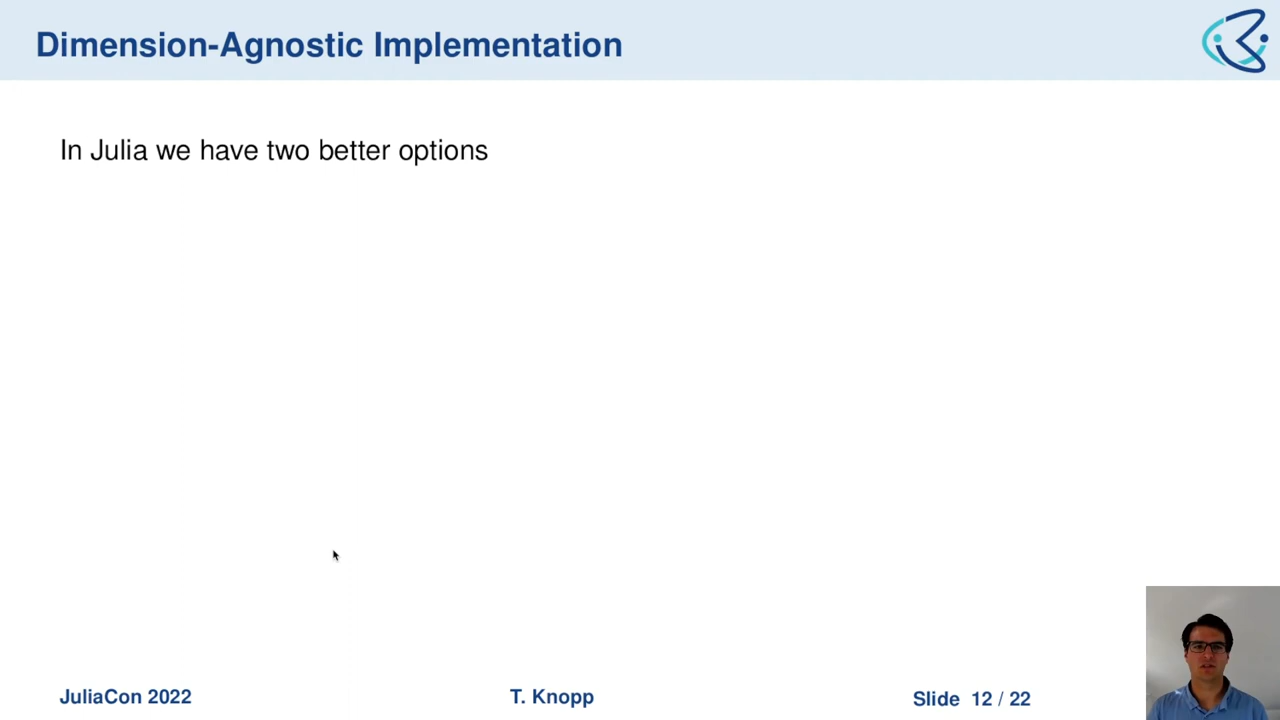 Dimension-Agnostic Implementation
In Julia we have two better options
JuliaCon 2022
T. Knopp
Slide 12 / 22